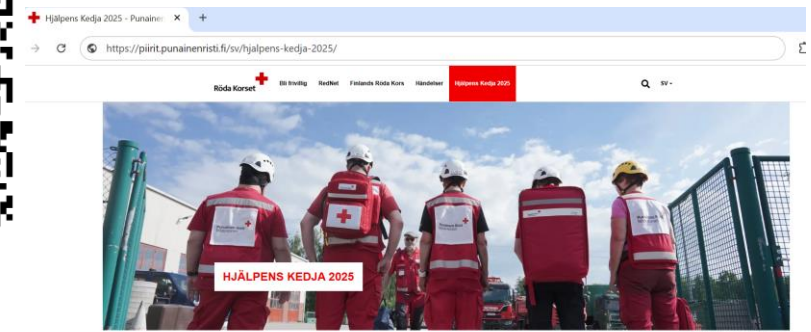 Hjälpens Kedja 2025 - Punainen
https://piirit.punainenristi.fi/sv/hjalpens-kedja-2025/
Röda Korset Bli frivillig RedNet Finlands Röda Kors Händelser Hjälpens Kedja 2025 SV
HJÄLPENS KEDJA 2025